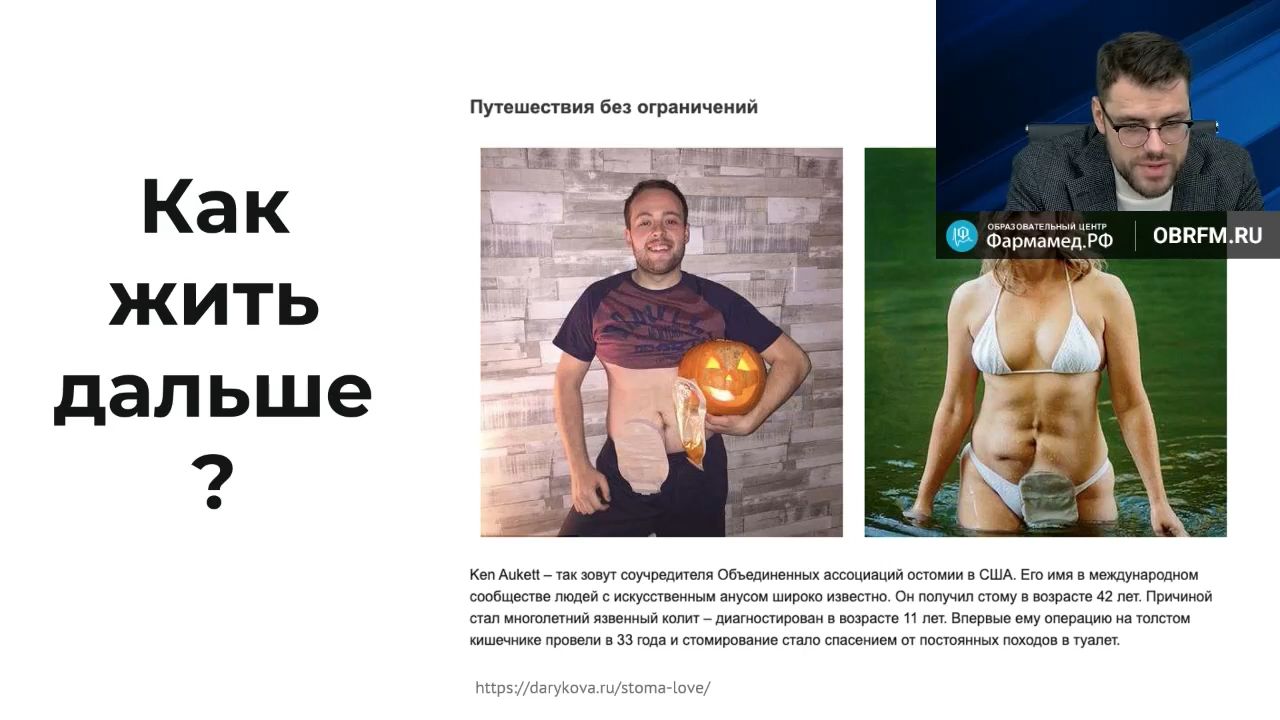 Как
жить
дальше
?
Путешествия без ограничений
ОБРАЗОВАТЕЛЬНЫЙ ЦЕНТР
Фармамед.РФ
OBRFM.RU
Ken Aukett – так зовут соучредителя Объединенных ассоциаций остомии в США. Его имя в международном
сообществе людей с искусственным анусом широко известно. Он получил стому в возрасте 42 лет. Причиной
стал многолетний язвенный колит – диагностирован в возрасте 11 лет. Впервые ему операцию на толстом
кишечнике провели в 33 года и стомирование стало спасением от постоянных походов в туалет.
https://darykova.ru/stoma-love/